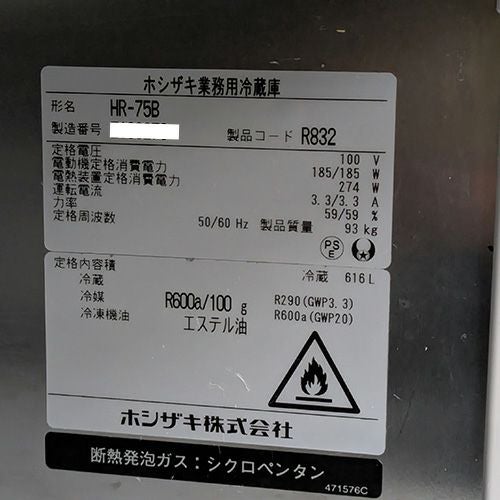 ホシザキ業務用冷蔵庫
形名 HR-75B
製造番号
製品コード R832
定格電圧 100 V
電動機定格消費電力 185/185 W
電熱装置定格消費電力 274 W
運転電流 3.3/3.3 A
力率 59/59 %
定格周波数 50/60 Hz 製品質量 93 kg
PS
E
定格内容積
冷蔵 冷蔵 616 L
冷媒 R600a/100 g R290(GWP3.3)
冷凍機油 エステル油 R600a(GWP20)
ホシザキ株式会社
断熱発泡ガス：シクロペンタン
471576C